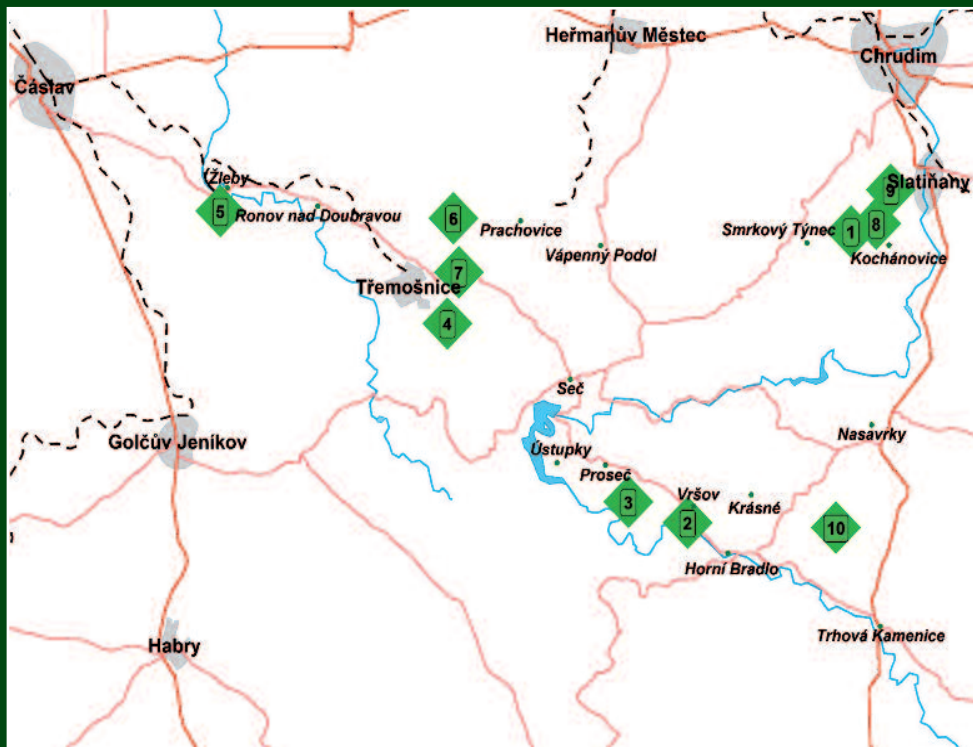 Heřmanův Městec
Chrudim
Čáslav
Žleby
Slatiňany
9
5
Ronov nad Doubravou
6
Prachovice
Smrkový Týnec
1
8
Vápenný Podol
Kochánovice
7
Třemošnice
4
Seč
Nasavrky
Golčův Jeníkov
Ústupky
Proseč
Vršov
Krásné
3
2
10
Horní Bradlo
Trhová Kamenice
Habry